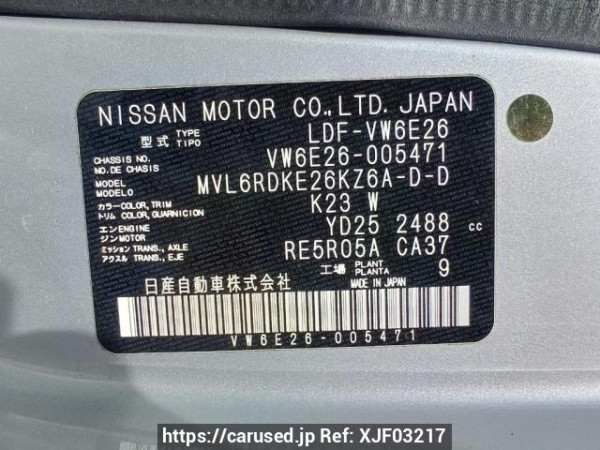 NISSAN MOTOR CO.,LTD. JAPAN
型式 TYPE TIPO LDF-VW6E26
CHASSIS NO. NO. DE CHASSIS VW6E26-005471
MODEL MODELO MVL6RDKE26KZ6A-D-D
カラー COLOR, TRIM
トリム COLOR, GUARNICION K23 W
エンジン ENGINE MOTOR YD25 2488 cc
ミッション TRANS., AXLE
アクスル TRANS., EJE RE5R05A CA37
工場 PLANT PLANTA 9
日産自動車株式会社 MADE IN JAPAN
VW6E26-005471
https://carused.jp Ref: XJF03217